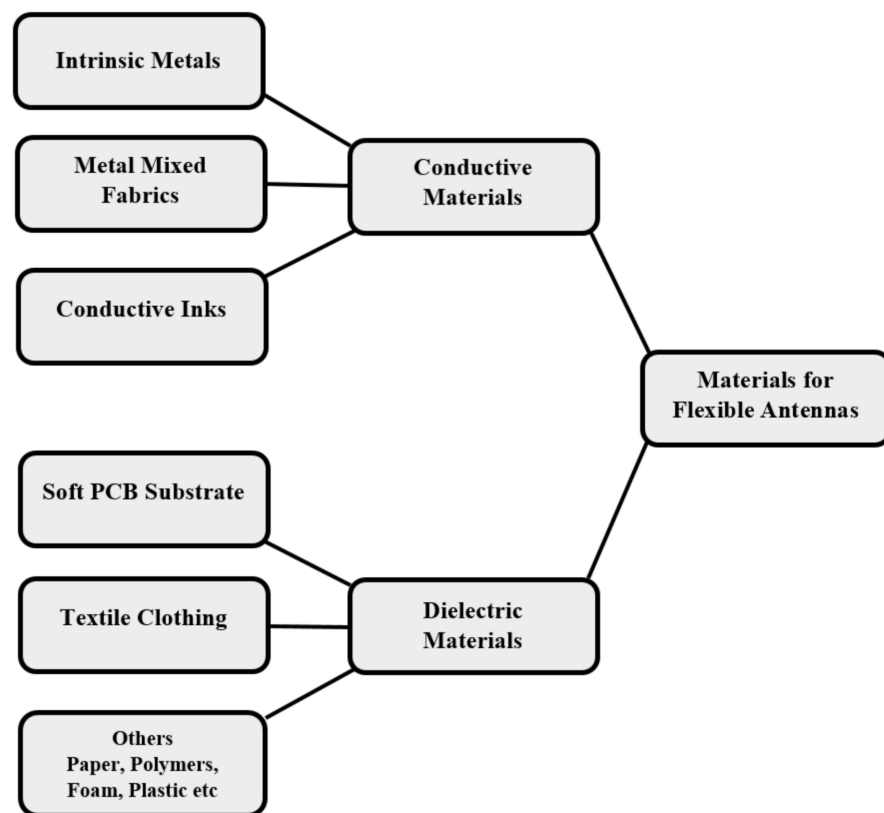 Intrinsic Metals
Metal Mixed
Fabrics
Conductive
Materials
Conductive Inks
Materials for
Flexible Antennas
Soft PCB Substrate
Textile Clothing
Dielectric
Materials
Others
Paper, Polymers,
Foam, Plastic etc